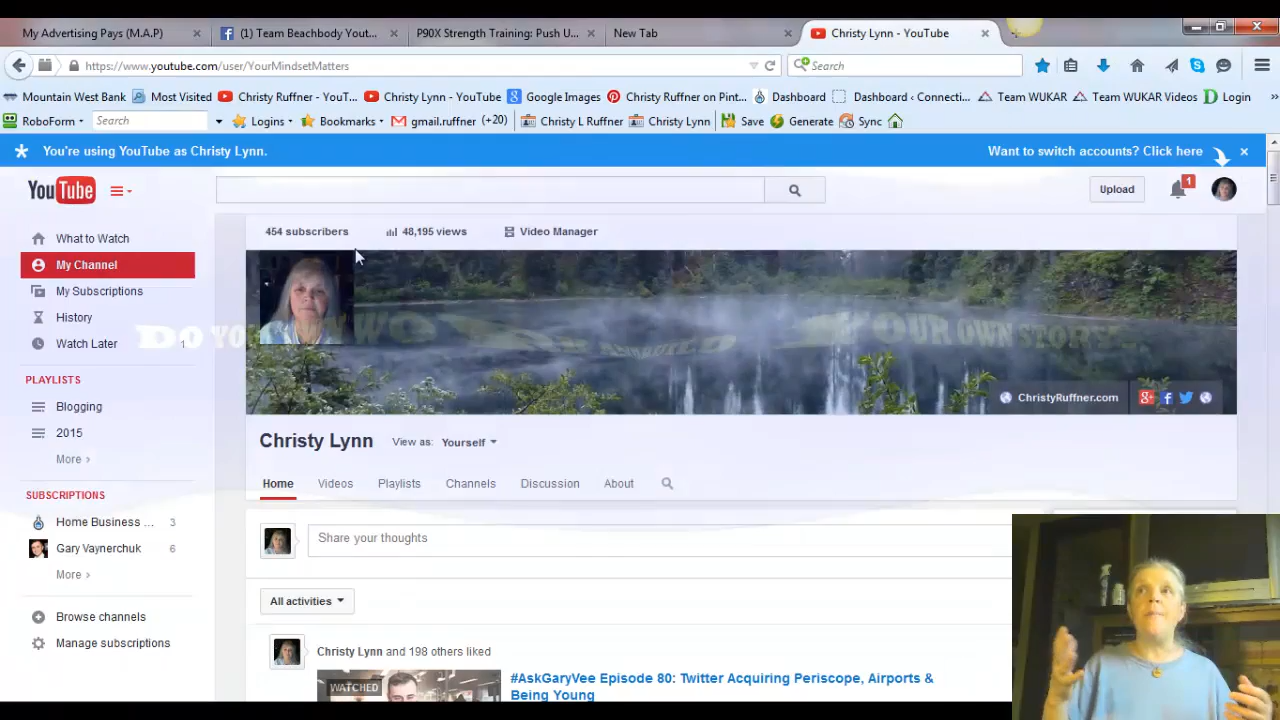 My Advertising Pays (M.A.P)
(1) Team Beachbody Yout...
P90X Strength Training: Push U...
New Tab
Christy Lynn - YouTube
https://www.youtube.com/user/YourMindsetMatters
Search
Mountain West Bank
Most Visited
Christy Ruffner - YouT...
Christy Lynn - YouTube
Google Images
Christy Ruffner on Pint...
Dashboard
Dashboard ‹ Connecti...
Team WUKAR
Team WUKAR Videos
Login
RoboForm
Search
Logins
Bookmarks
gmail.ruffner (+20)
Christy L Ruffner
Christy Lynn
Save
Generate
Sync
You're using YouTube as Christy Lynn.
Want to switch accounts? Click here
YouTube
Upload
1
454 subscribers
48,195 views
Video Manager
What to Watch
My Channel
My Subscriptions
History
Watch Later
1
PLAYLISTS
Blogging
2015
More ›
SUBSCRIPTIONS
Home Business ...
3
Gary Vaynerchuk
6
More ›
Browse channels
Manage subscriptions
OUR OWN STORY...
ChristyRuffner.com
Christy Lynn
View as:
Yourself
Home
Videos
Playlists
Channels
Discussion
About
Share your thoughts
All activities
Christy Lynn and 198 others liked
WATCHED
#AskGaryVee Episode 80: Twitter Acquiring Periscope, Airports &
Being Young